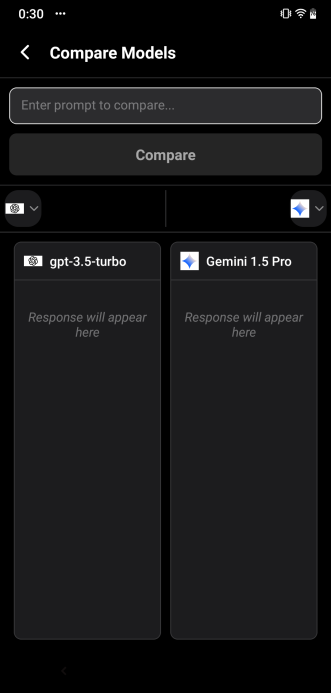 0:30 ...
Compare Models
Enter prompt to compare...
Compare
gpt-3.5-turbo
Gemini 1.5 Pro
Response will appear
here
Response will appear
here